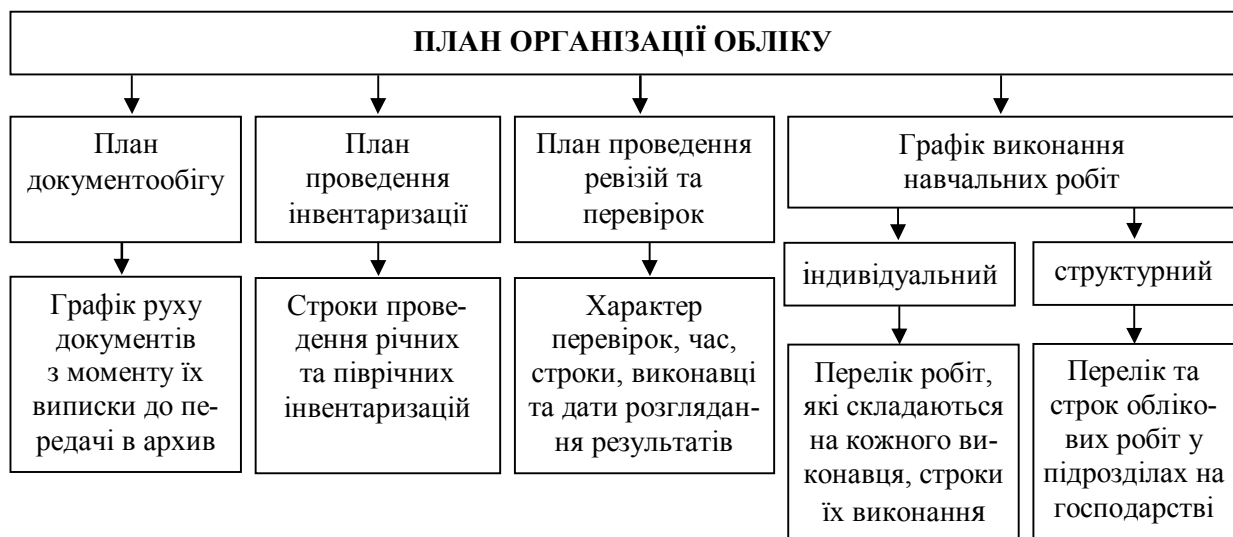 ПЛАН ОРГАНІЗАЦІЇ ОБЛІКУ
План
документообігу
План
проведення
інвентаризації
План проведення
ревізій та
перевірок
Графік виконання
навчальних робіт
індивідуальний
структурний
Графік руху
документів
з моменту їх
виписки до пе-
редачі в архив
Строки прове-
дення річних
та піврічних
інвентаризацій
Характер
перевірок, час,
строки, виконавці
та дати розглядан-
ня результатів
Перелік робіт,
які складаються
на кожного ви-
конавця, строки
їх виконання
Перелік та
строк обліко-
вих робіт у
підрозділах на
господарстві